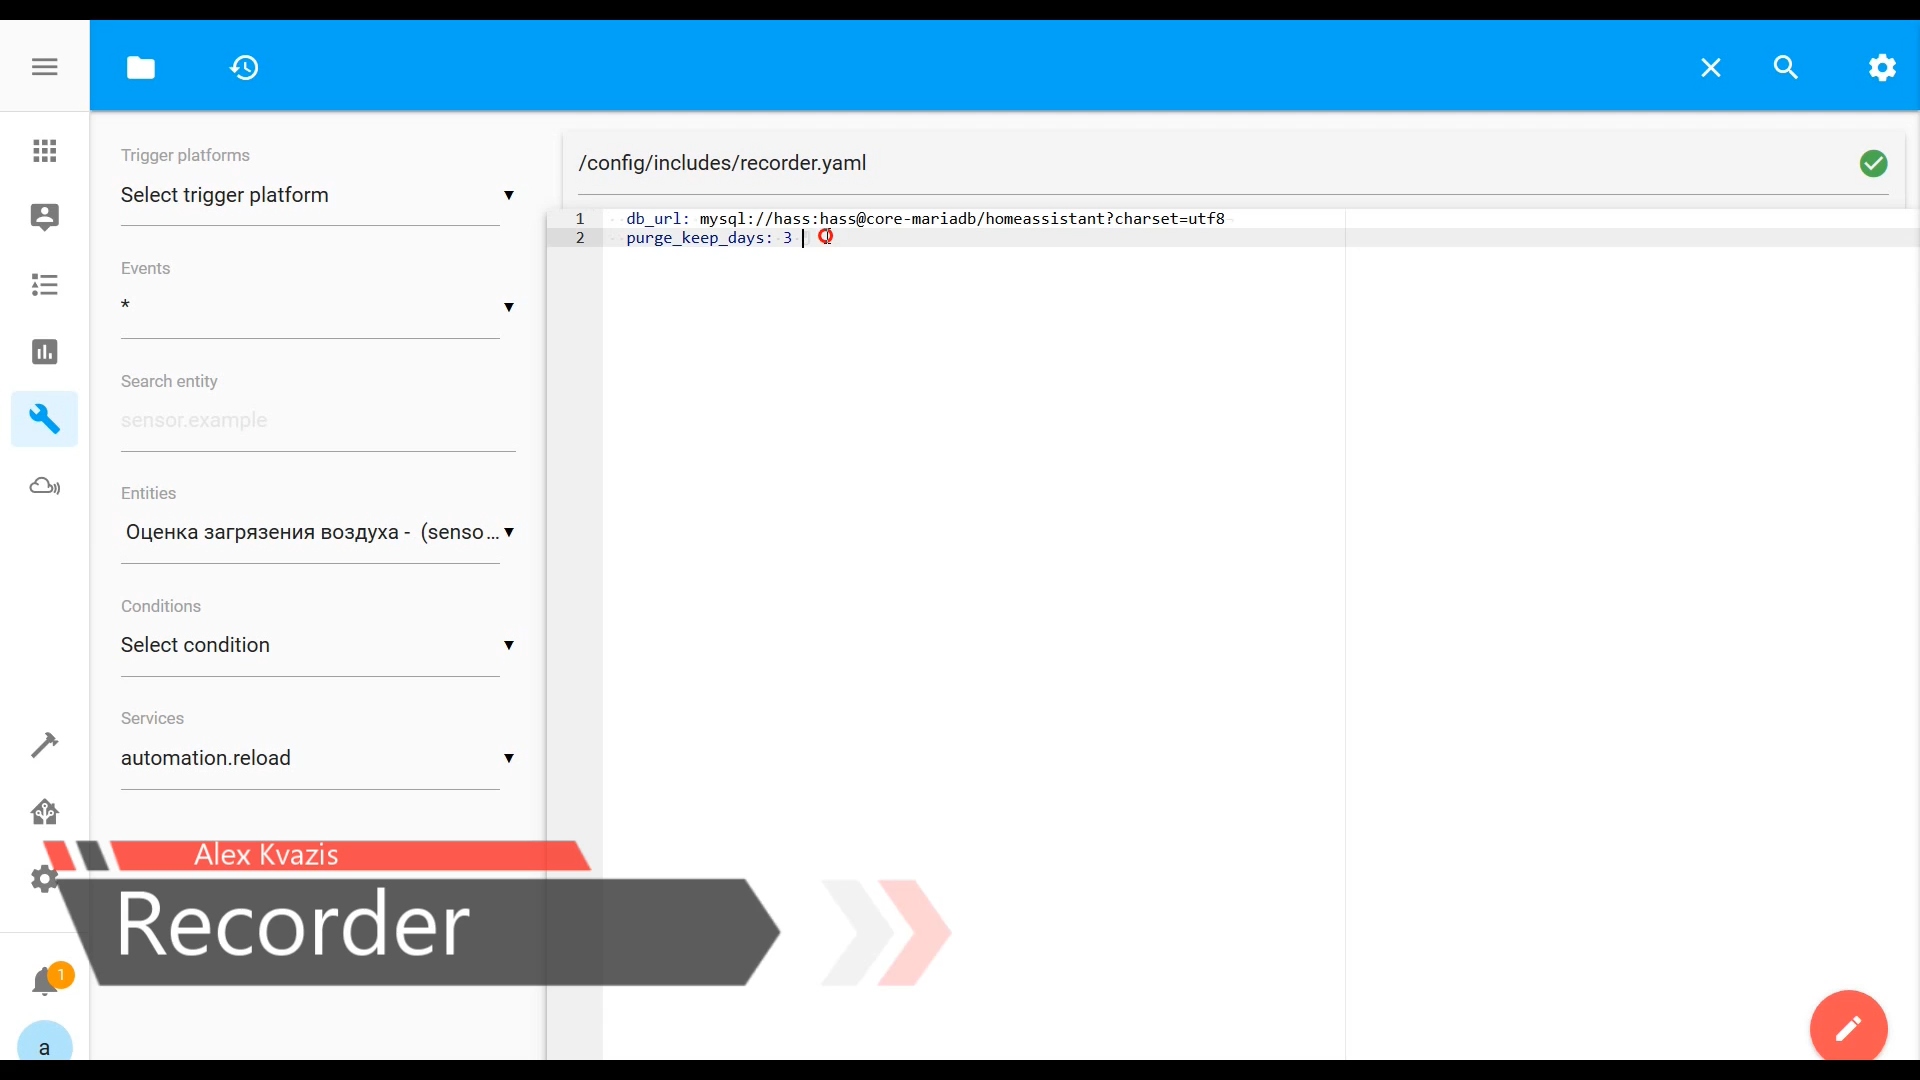 Trigger platforms
Select trigger platform
Events
*
Search entity
sensor.example
Entities
Оценка загрязения воздуха - (senso...
Conditions
Select condition
Services
automation.reload
/config/includes/recorder.yaml
1 db_url: mysql://hass:hass@core-mariadb/homeassistant?charset=utf8
2 purge_keep_days: 3
Alex Kvazis
Recorder
1
a